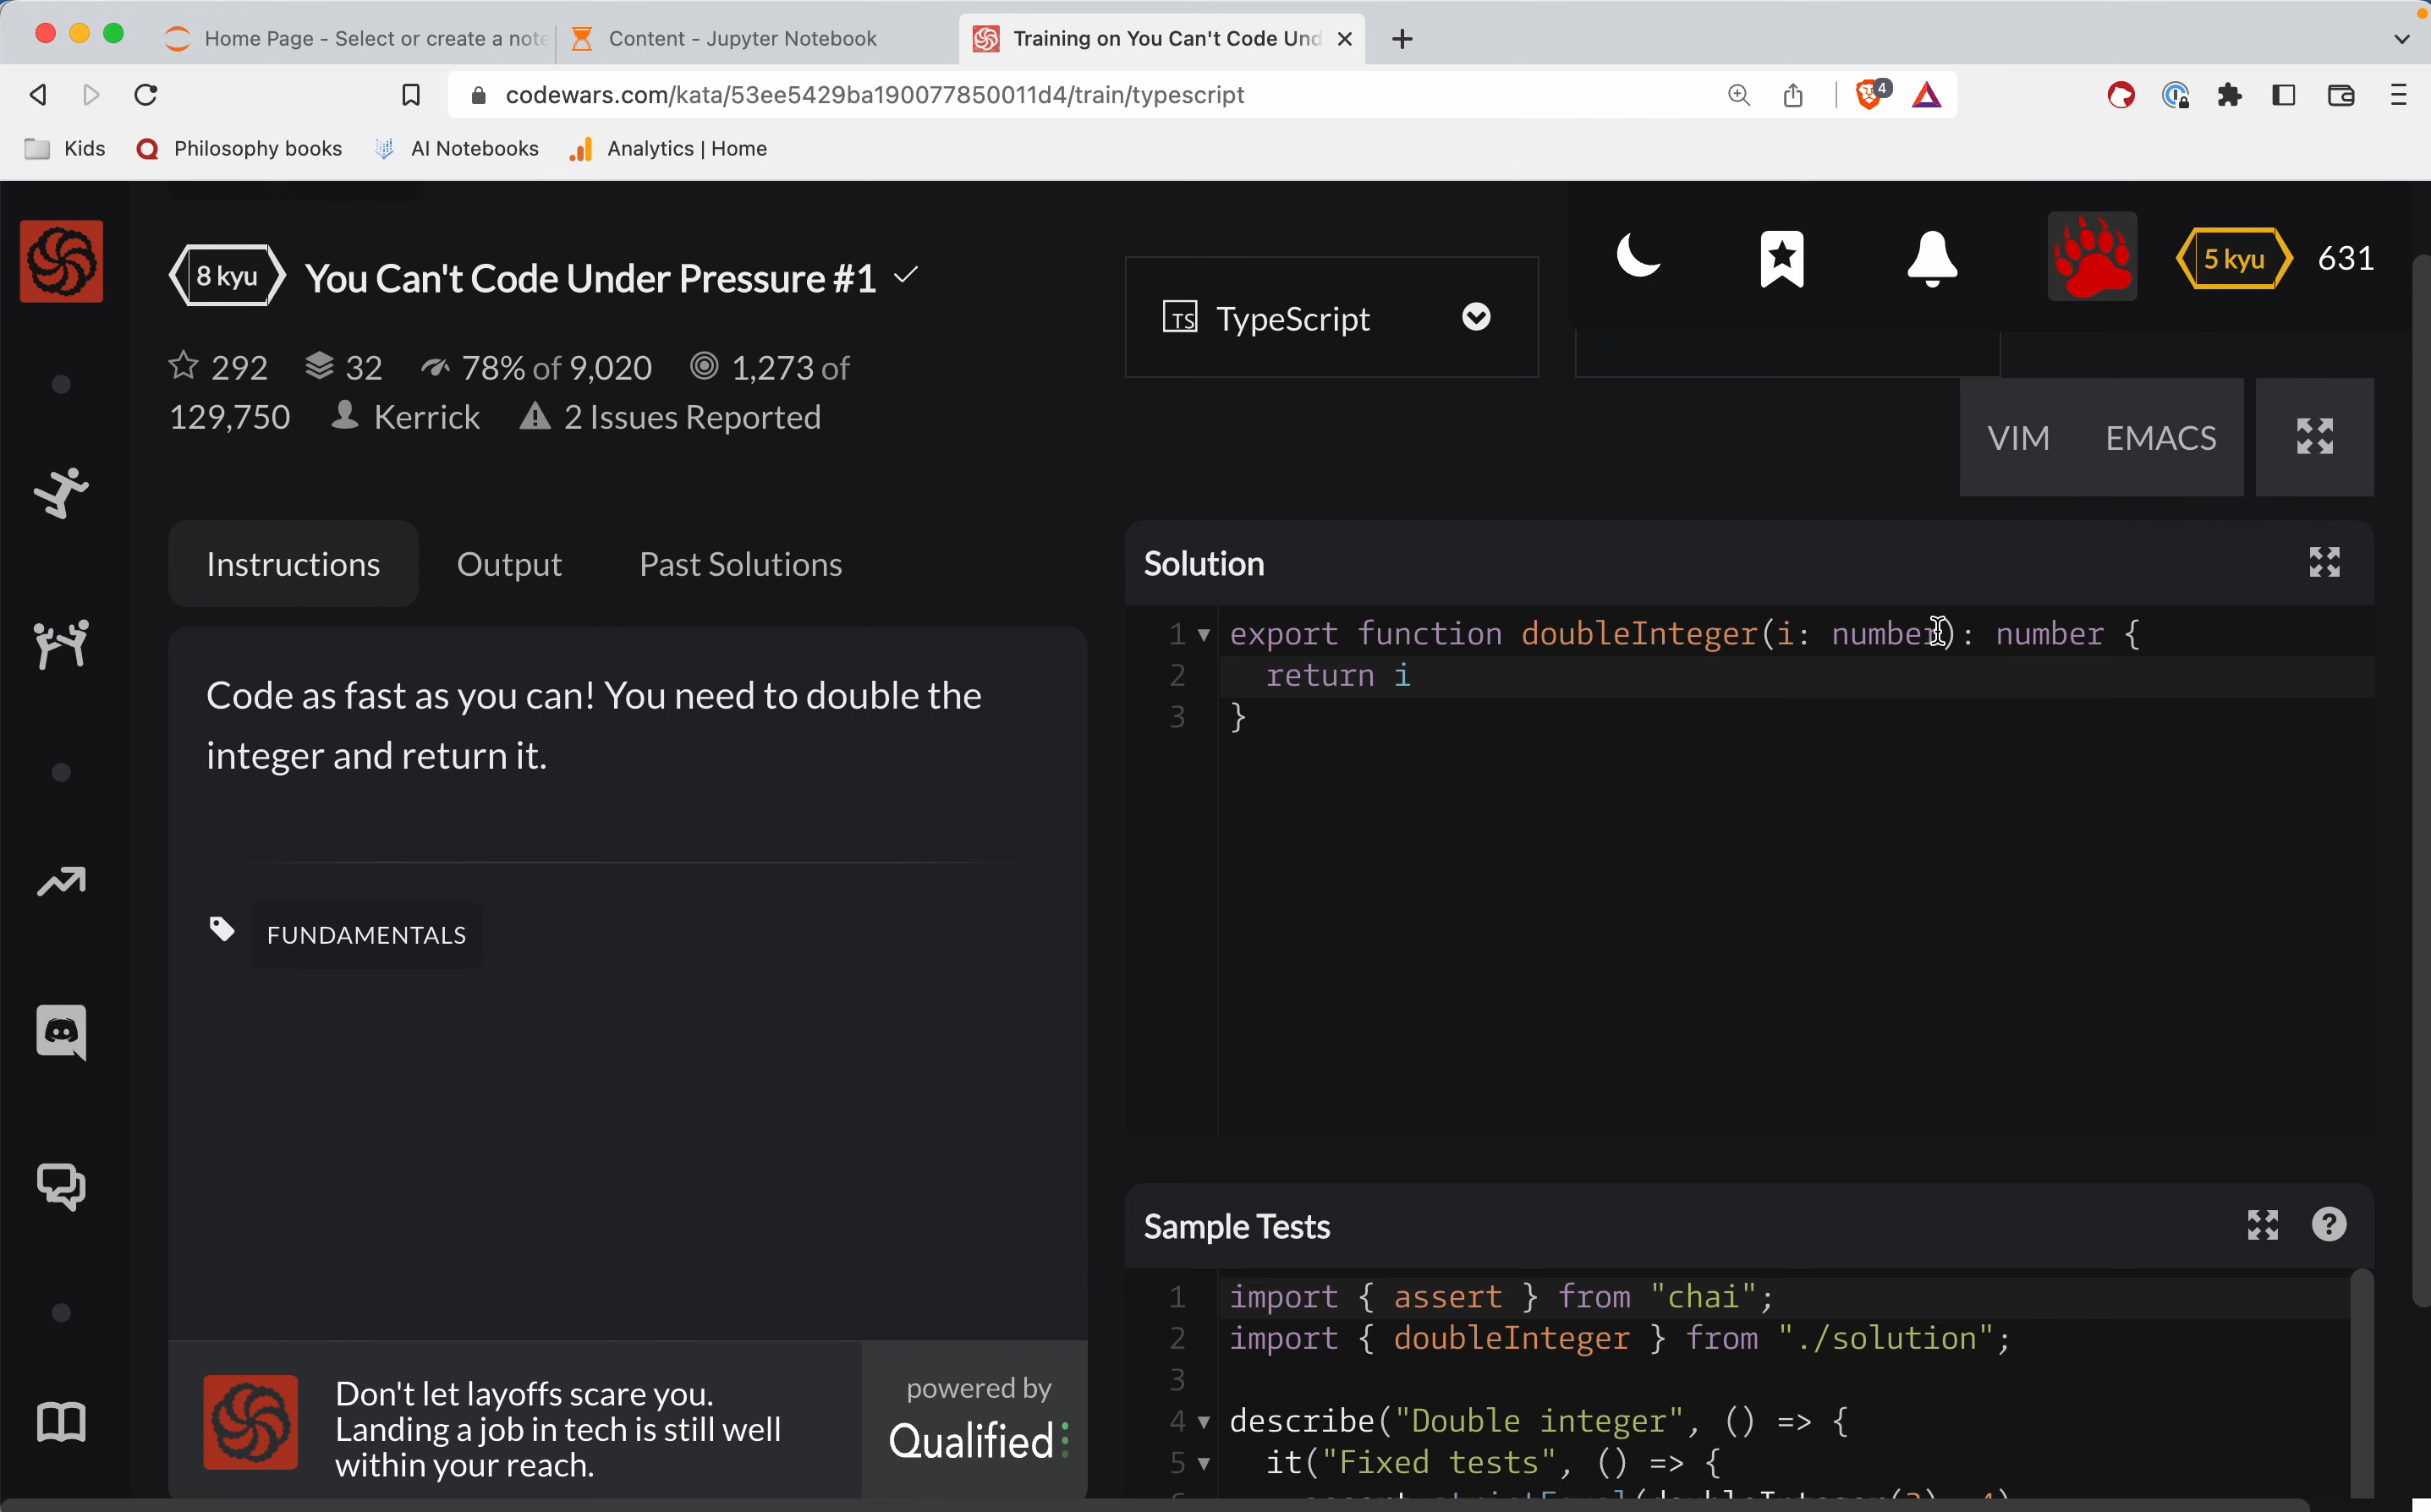 Home Page - Select or create a note
Content - Jupyter Notebook
Training on You Can't Code Und
codewars.com/kata/53ee5429ba190077850011d4/train/typescript
4
Kids
Philosophy books
AI Notebooks
Analytics | Home
8 kyu
You Can't Code Under Pressure #1
TS TypeScript
5 kyu
631
292
32
78% of 9,020
1,273 of
129,750
Kerrick
2 Issues Reported
VIM
EMACS
Instructions
Output
Past Solutions
Code as fast as you can! You need to double the
integer and return it.
FUNDAMENTALS
Don't let layoffs scare you.
Landing a job in tech is still well
within your reach.
powered by
Qualified
Solution
1 export function doubleInteger(i: number): number {
2 return i
3 }
Sample Tests
?
1 import { assert } from "chai";
2 import { doubleInteger } from "./solution";
3
4 describe("Double integer", () => {
5 it("Fixed tests", () => {